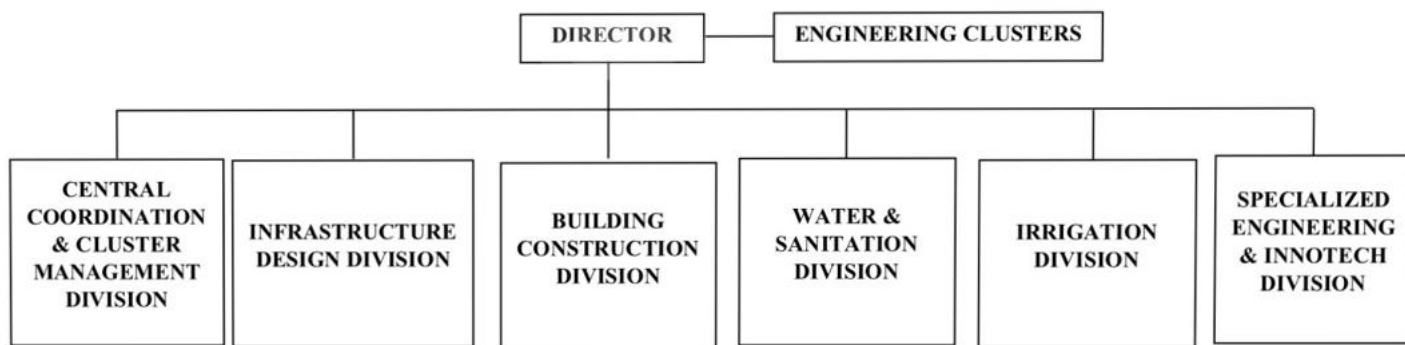 DIRECTOR
ENGINEERING CLUSTERS
CENTRAL
COORDINATION
& CLUSTER
MANAGEMENT
DIVISION
INFRASTRUCTURE
DESIGN DIVISION
BUILDING
CONSTRUCTION
DIVISION
WATER &
SANITATION
DIVISION
IRRIGATION
DIVISION
SPECIALIZED
ENGINEERING
& INNOTECH
DIVISION